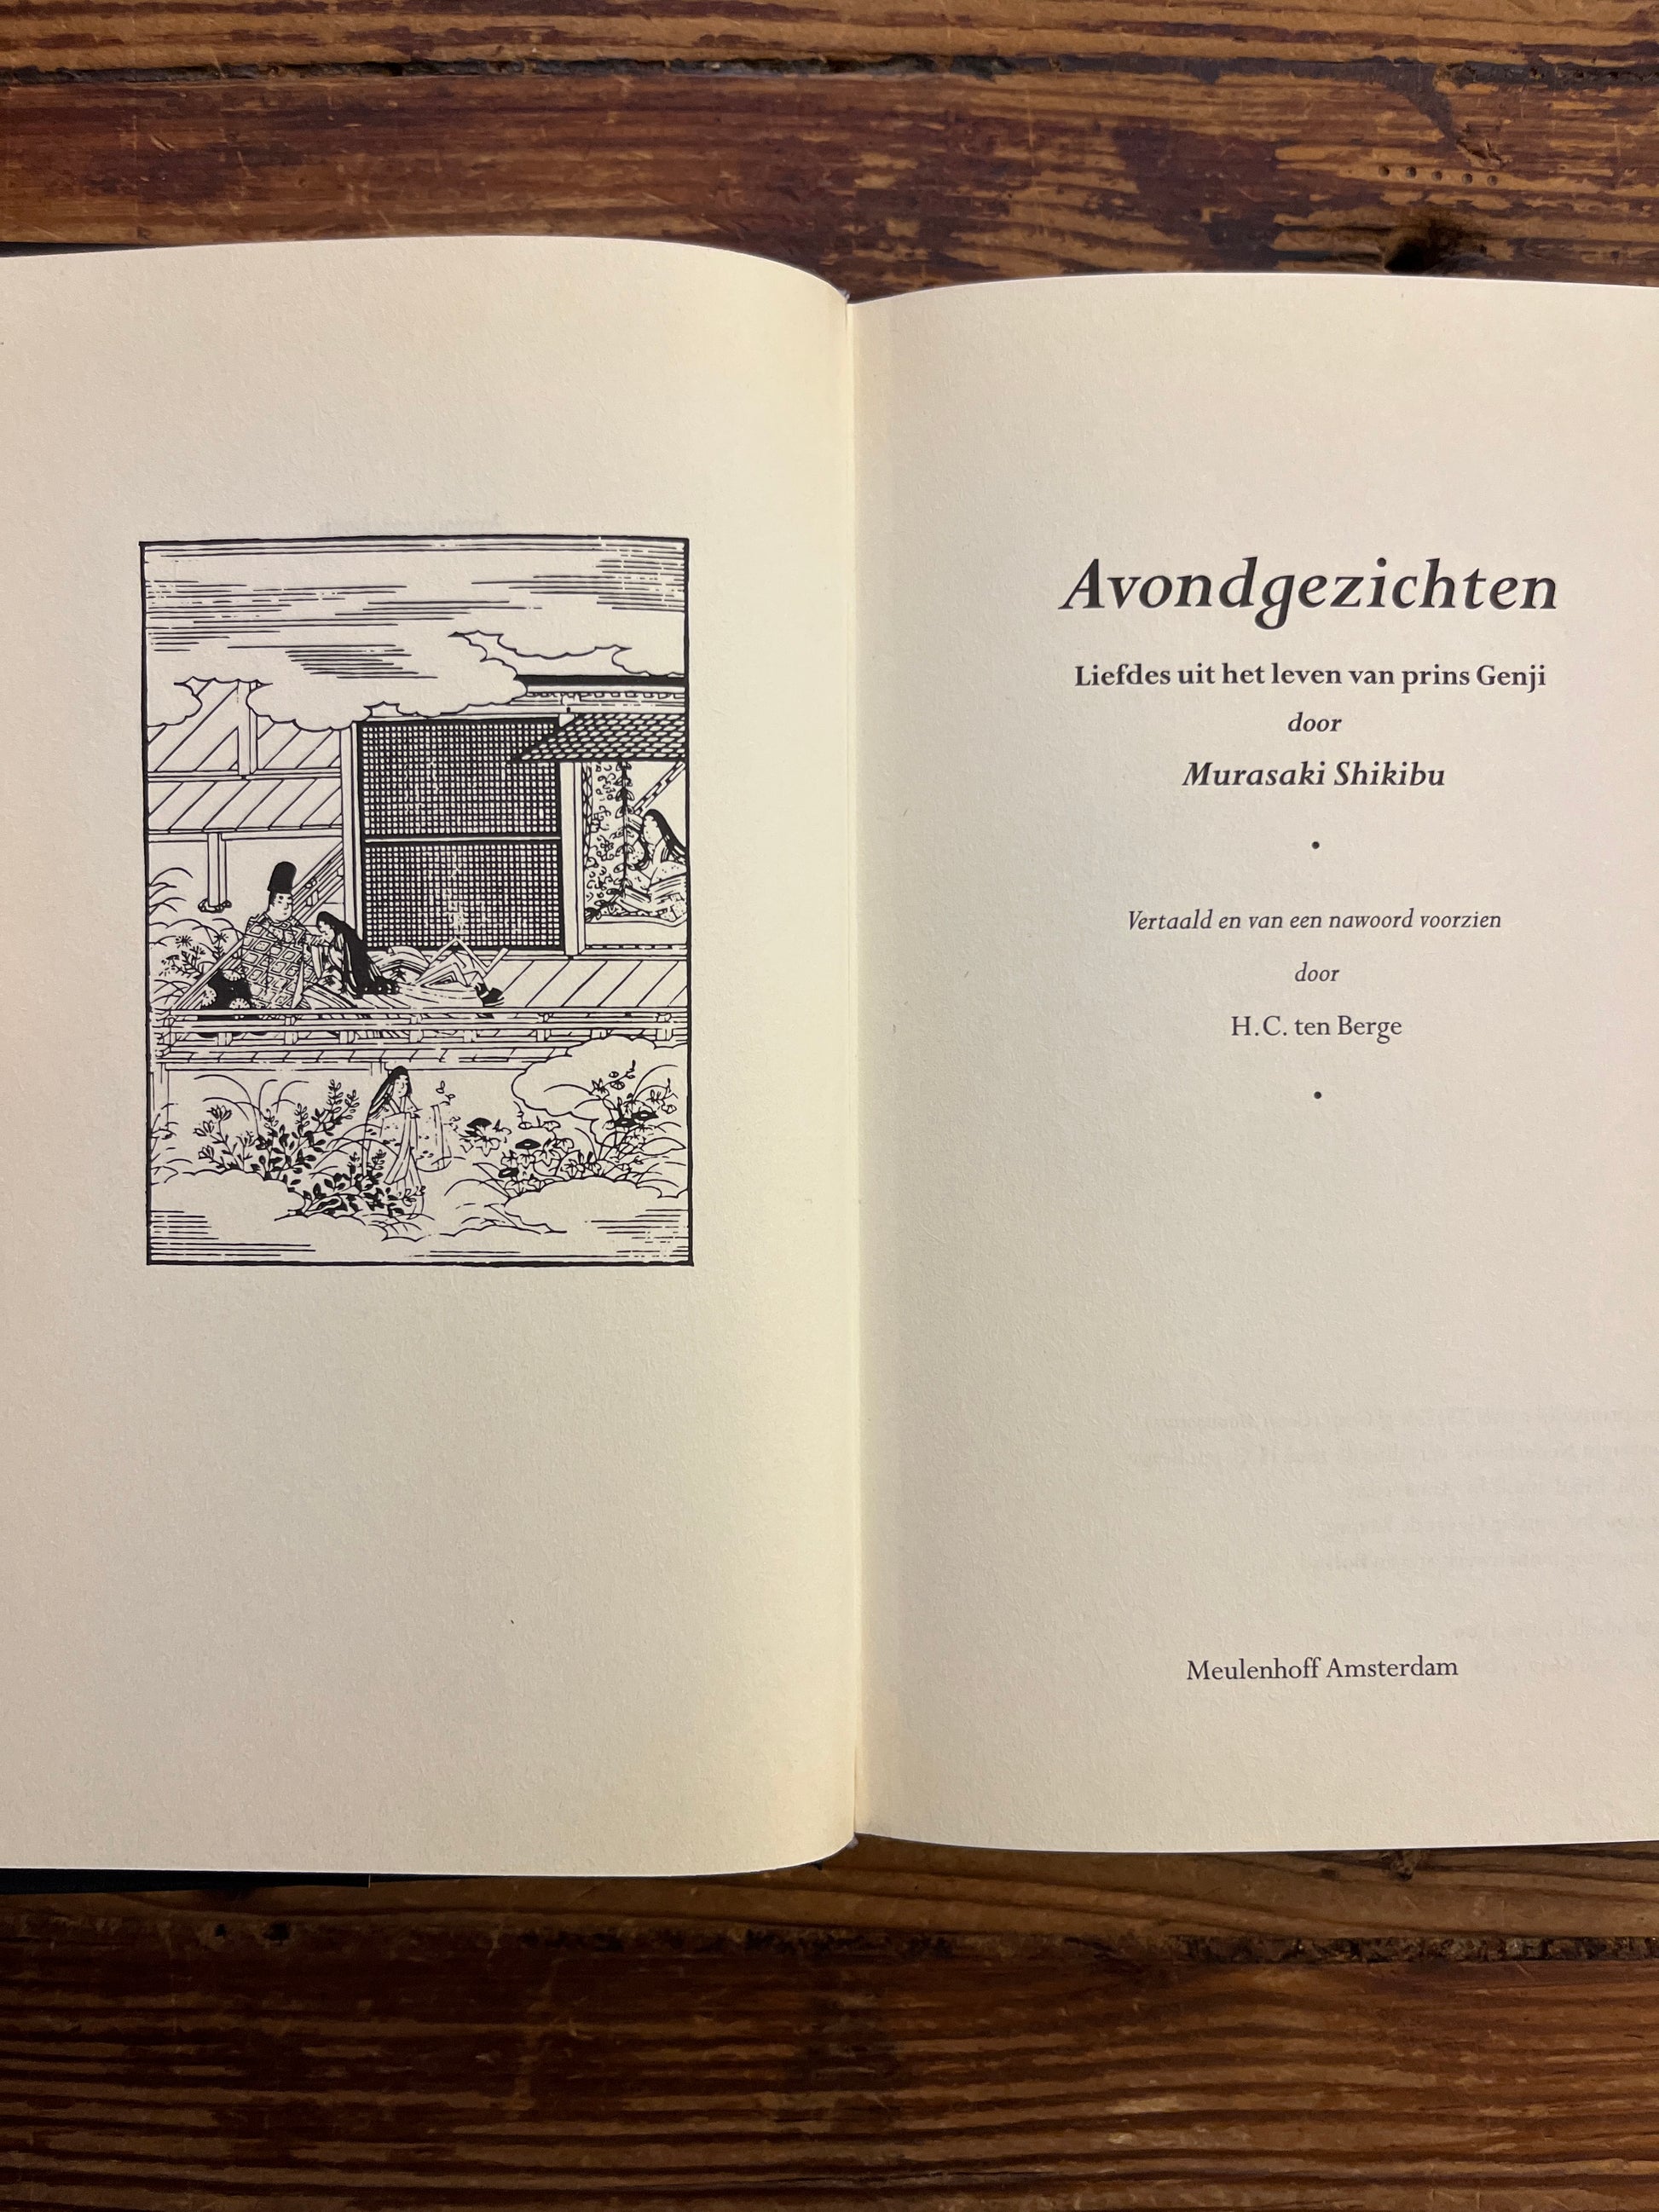 Avondgezichten
Liefdes uit het leven van prins Genji
door
Murasaki Shikibu
•
Vertaald en van een nawoord voorzien
door
H.C. ten Berge
•
Meulenhoff Amsterdam